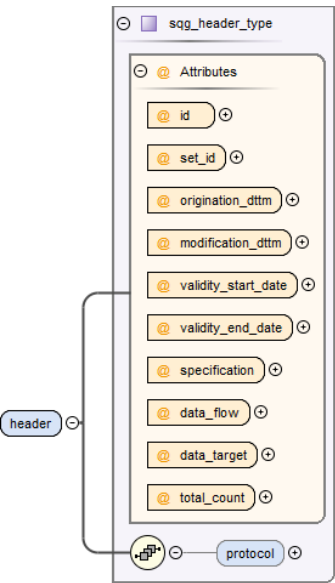 sqg_header_type
@ Attributes
@ id
@ set_id
@ origination_dttm
@ modification_dttm
@ validity_start_date
@ validity_end_date
@ specification
header
@ data_flow
@ data_target
@ total_count
protocol